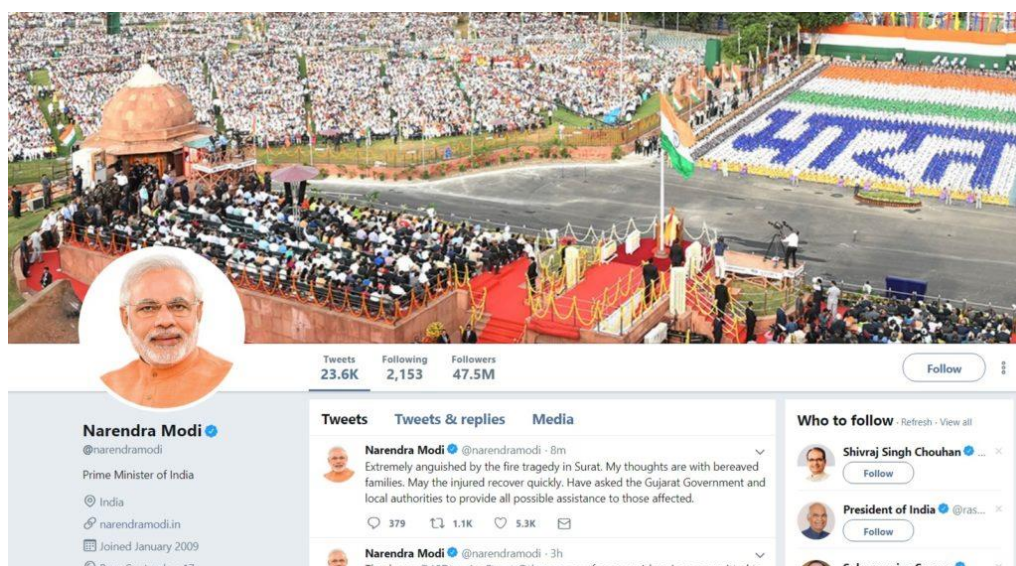 भारत
Tweets Following Followers
23.6K 2,153 47.5M
Follow
Narendra Modi
@narendramodi
Prime Minister of India
India
narendramodi.in
Joined January 2009
Tweets Tweets & replies Media
Narendra Modi @narendramodi · 8m
Extremely anguished by the fire tragedy in Surat. My thoughts are with bereaved
families. May the injured recover quickly. Have asked the Gujarat Government and
local authorities to provide all possible assistance to those affected.
379 1.1K 5.3K
Narendra Modi @narendramodi · 3h
Who to follow · Refresh · View all
Shivraj Singh Chouhan ...
Follow
President of India @ras...
Follow